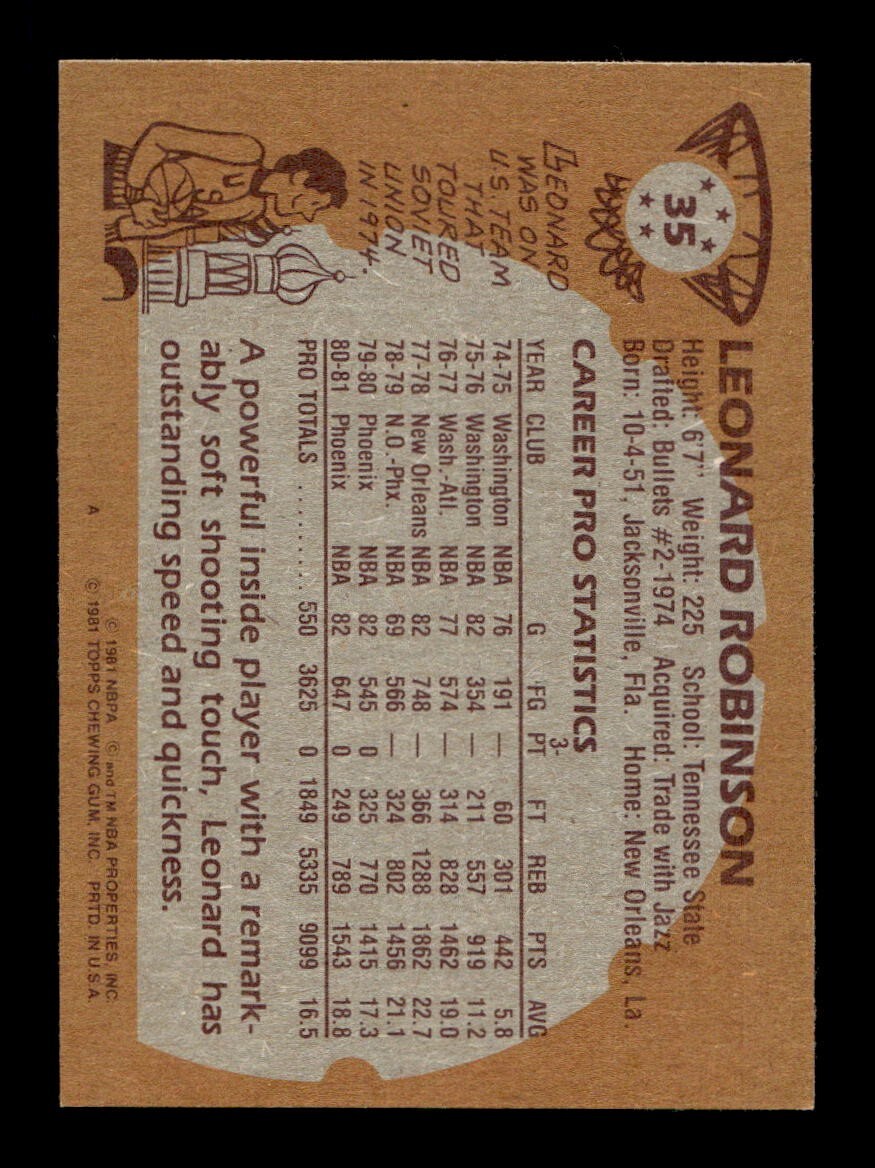 35
LEONARD ROBINSON
Height: 6'7" Weight: 225 School: Tennessee State
Drafted: Bullets #2-1974 Acquired: Trade with Jazz
Born: 10-4-51, Jacksonville, Fla. Home: New Orleans, La.
CAREER PRO STATISTICS
YEAR CLUB G FG 3-PT FT REB PTS AVG
74-75 Washington NBA 76 191 — 60 301 442 5.8
75-76 Washington NBA 82 354 — 211 557 919 11.2
76-77 Wash.-Atl. NBA 77 574 — 314 828 1462 19.0
77-78 New Orleans NBA 82 748 — 366 1288 1862 22.7
78-79 N.O.-Phx. NBA 69 566 — 324 802 1456 21.1
79-80 Phoenix NBA 82 545 0 325 770 1415 17.3
80-81 Phoenix NBA 82 647 0 249 789 1543 18.8
PRO TOTALS .......... 550 3625 0 1849 5335 9099 16.5
LEONARD
WAS ON
U.S. TEAM
THAT
TOURED
SOVIET
UNION
IN 1974.
USA
A powerful inside player with a remark-
ably soft shooting touch, Leonard has
outstanding speed and quickness.
© 1981 NBPA © and TM NBA PROPERTIES, INC.
A © 1981 TOPPS CHEWING GUM, INC. PRTD. IN U.S.A.